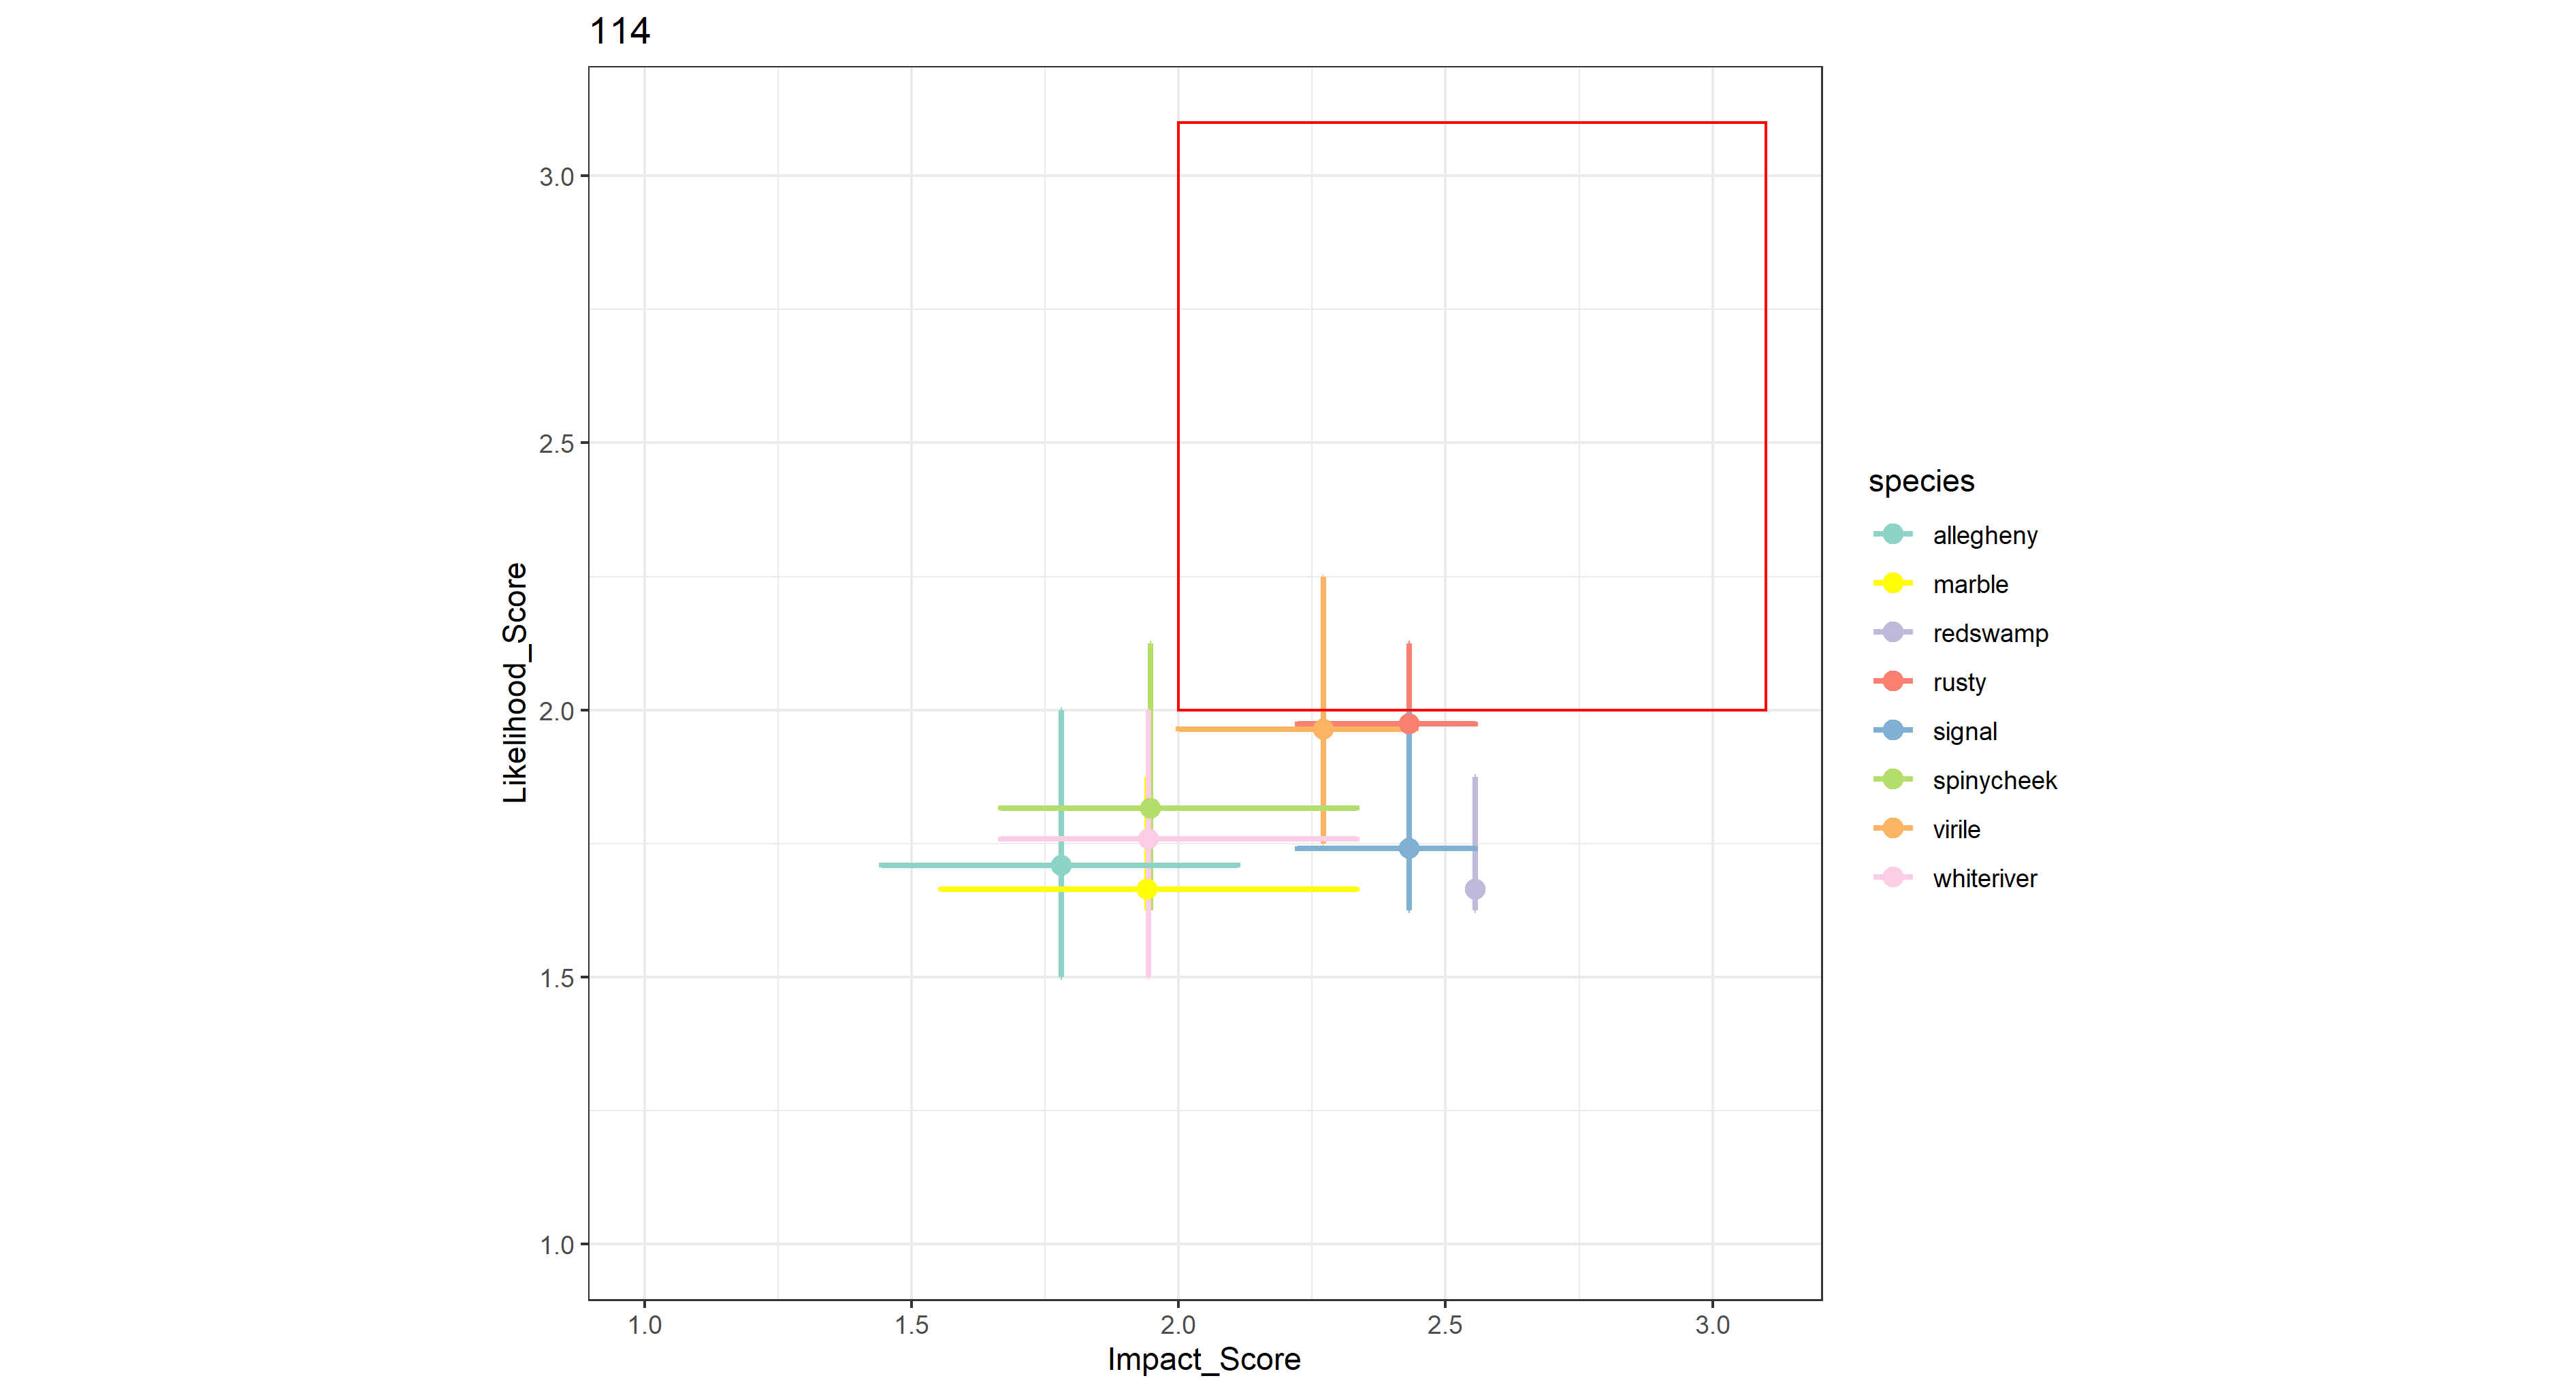 114
Likelihood_Score
3.0
2.5
2.0
1.5
1.0
1.0 1.5 2.0 2.5 3.0
Impact_Score
species
allegheny
marble
redswamp
rusty
signal
spinycheek
virile
whiteriver